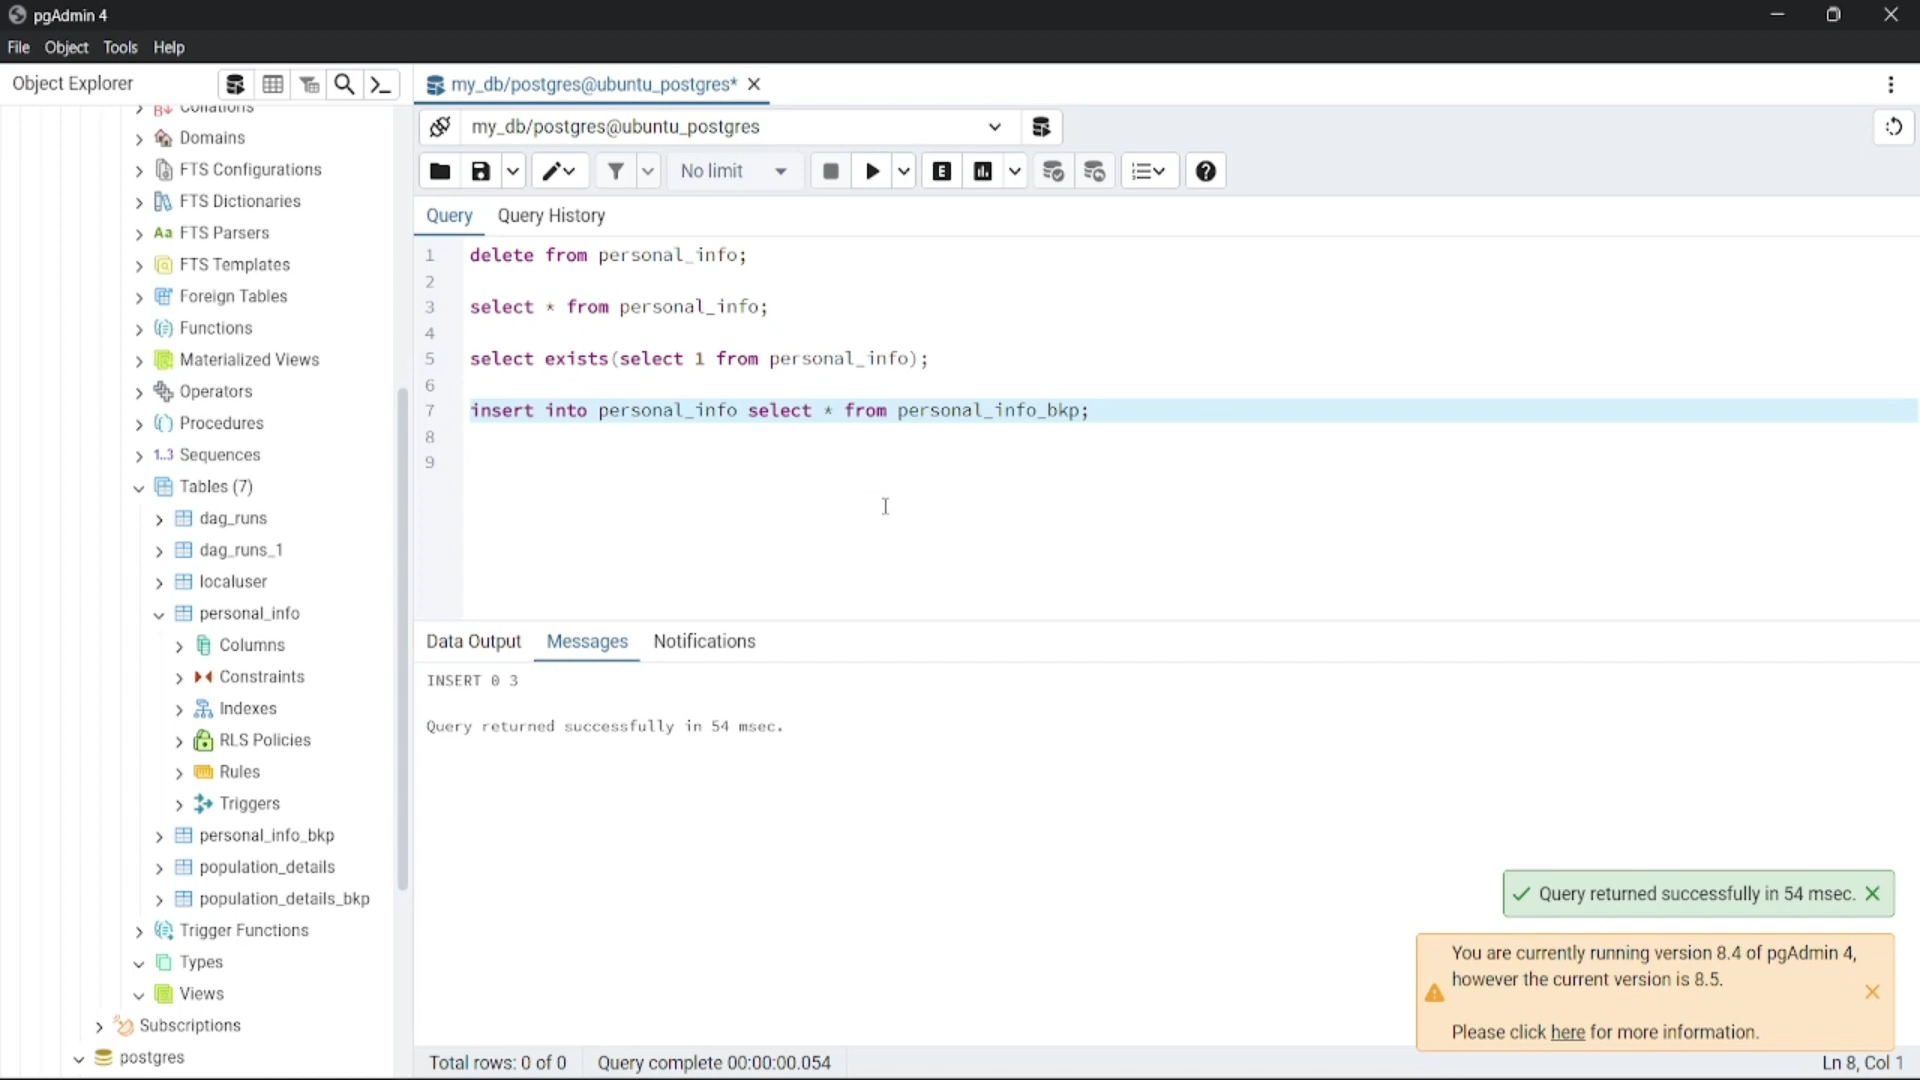 pgAdmin 4
File Object Tools Help
Object Explorer
my_db/postgres@ubuntu_postgres*
my_db/postgres@ubuntu_postgres
No limit
Query Query History
1 delete from personal_info;
2
3 select * from personal_info;
4
5 select exists(select 1 from personal_info);
6
7 insert into personal_info select * from personal_info_bkp;
8
9
Collations
Domains
FTS Configurations
FTS Dictionaries
Aa FTS Parsers
FTS Templates
Foreign Tables
Functions
Materialized Views
Operators
Procedures
1..3 Sequences
Tables (7)
dag_runs
dag_runs_1
localuser
personal_info
Columns
Constraints
Indexes
RLS Policies
Rules
Triggers
personal_info_bkp
population_details
population_details_bkp
Trigger Functions
Types
Views
Subscriptions
postgres
Data Output Messages Notifications
INSERT 0 3
Query returned successfully in 54 msec.
Query returned successfully in 54 msec.
You are currently running version 8.4 of pgAdmin 4,
however the current version is 8.5.
Please click here for more information.
Total rows: 0 of 0 Query complete 00:00:00.054 Ln 8, Col 1